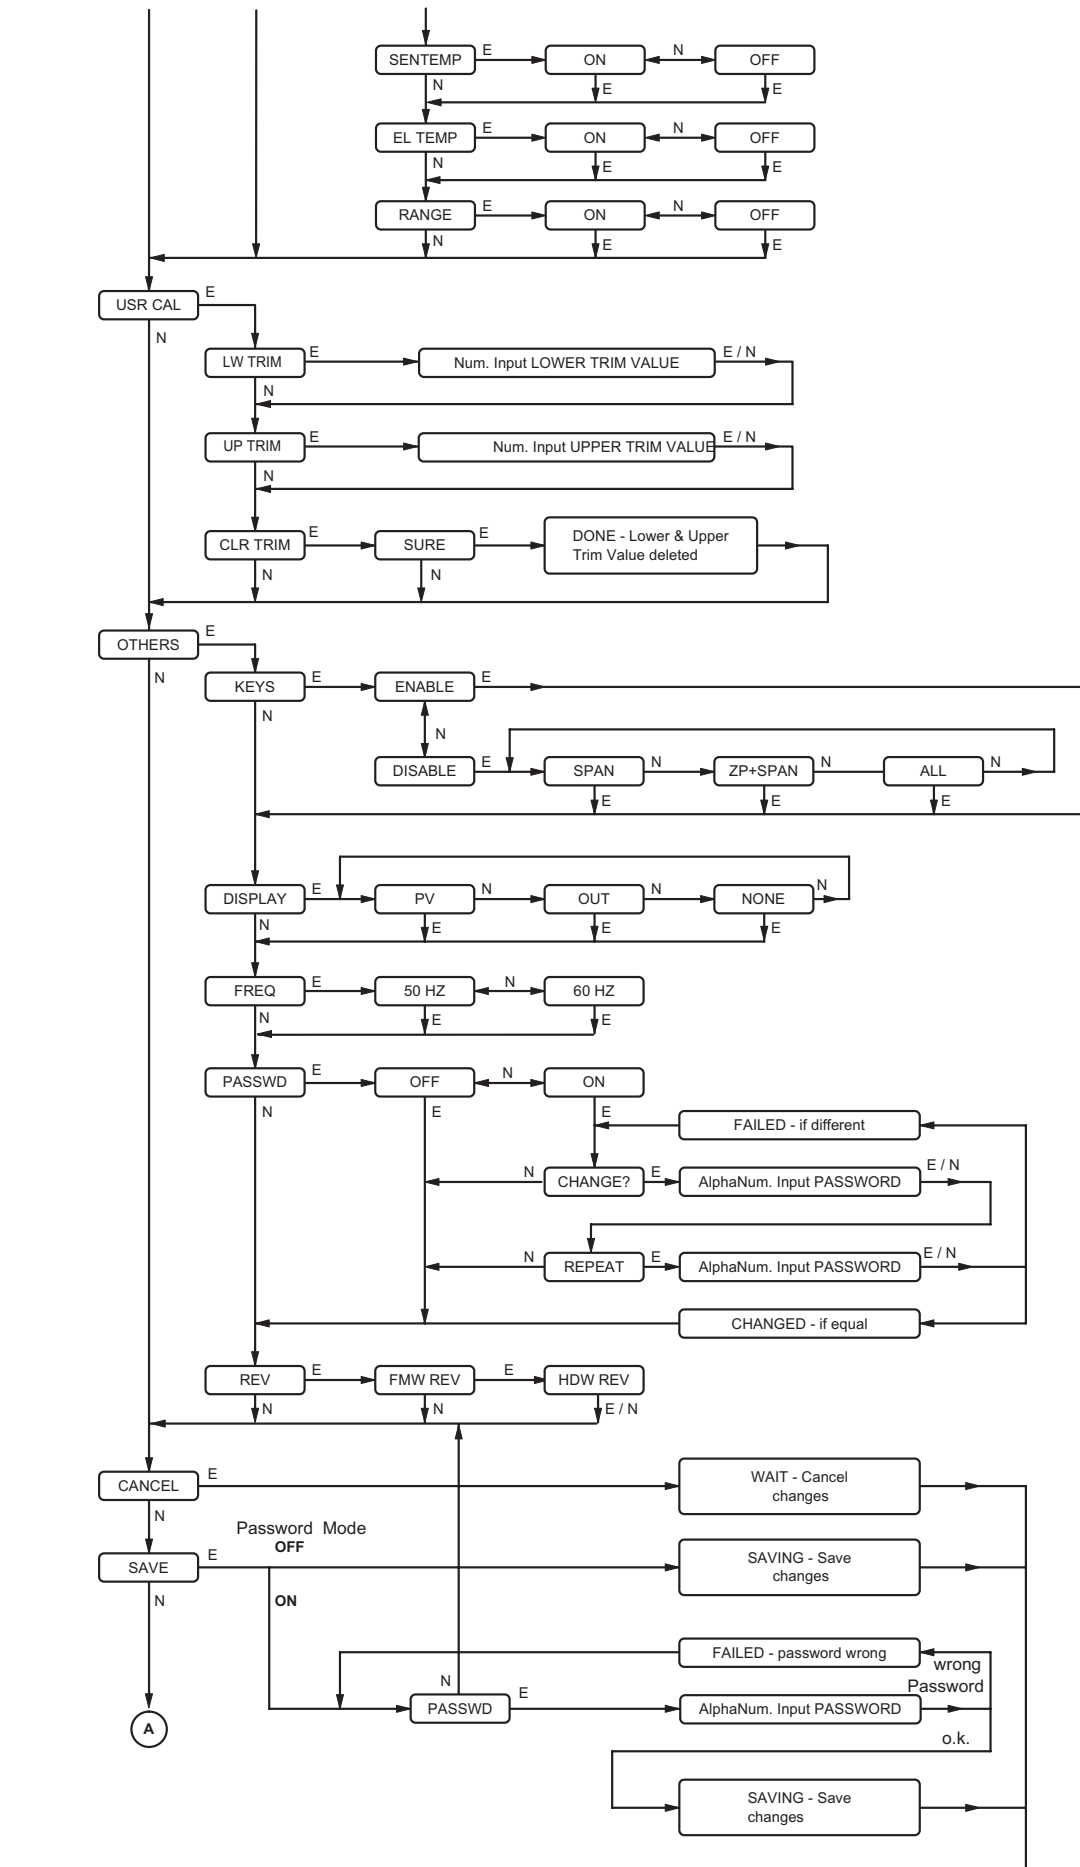 SENTEMP E ON N OFF
N E E
EL TEMP E ON N OFF
N E E
RANGE E ON N OFF
N E E
USR CAL E
N
LW TRIM E Num. Input LOWER TRIM VALUE E / N
N
UP TRIM E Num. Input UPPER TRIM VALUE E / N
N
CLR TRIM E SURE E DONE - Lower & Upper
Trim Value deleted
N N
OTHERS E
N
KEYS E ENABLE E
N
N
DISABLE E SPAN N ZP+SPAN N ALL N
E E E
DISPLAY E PV N OUT N NONE N
N E E E
FREQ E 50 HZ N 60 HZ
N E E
PASSWD E OFF N ON
N E E
FAILED - if different
N CHANGE? E AlphaNum. Input PASSWORD E / N
N REPEAT E AlphaNum. Input PASSWORD E / N
CHANGED - if equal
REV E FMW REV E HDW REV
N N E / N
CANCEL E WAIT - Cancel
changes
N
Password Mode
OFF
SAVE E SAVING - Save
changes
N ON
FAILED - password wrong
wrong
Password
N
PASSWD E AlphaNum. Input PASSWORD
A
o.k.
SAVING - Save
changes